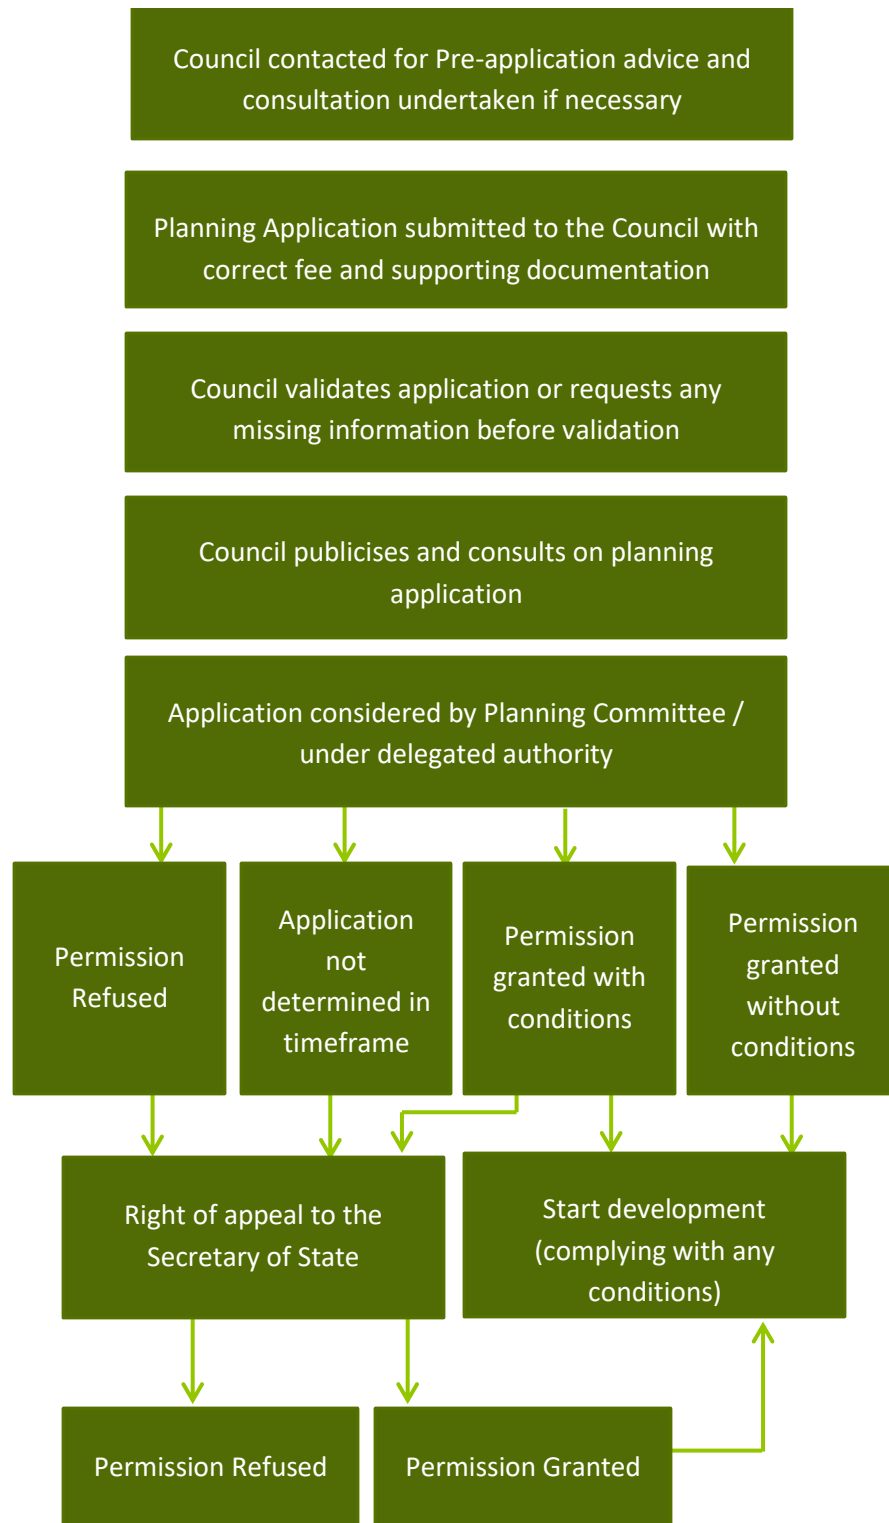 Council contacted for Pre-application advice and
consultation undertaken if necessary
Planning Application submitted to the Council with
correct fee and supporting documentation
Council validates application or requests any
missing information before validation
Council publicises and consults on planning
application
Application considered by Planning Committee /
under delegated authority
Permission
Refused
Application
not
determined in
timeframe
Permission
granted with
conditions
Permission
granted
without
conditions
Right of appeal to the
Secretary of State
Start development
(complying with any
conditions)
Permission Refused
Permission Granted